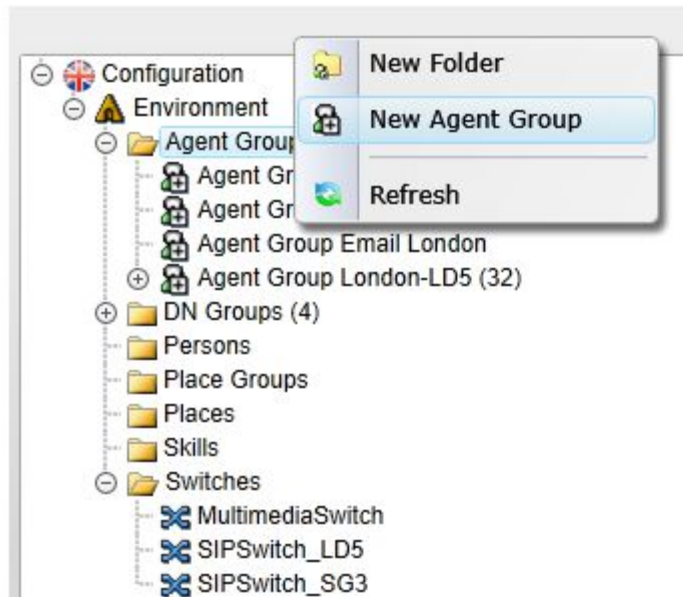 Configuration
Environment
Agent Grou
Agent Gr
Agent Gr
Agent Group Email London
Agent Group London-LD5 (32)
DN Groups (4)
Persons
Place Groups
Places
Skills
Switches
MultimediaSwitch
SIPSwitch_LD5
SIPSwitch_SG3
New Folder
New Agent Group
Refresh